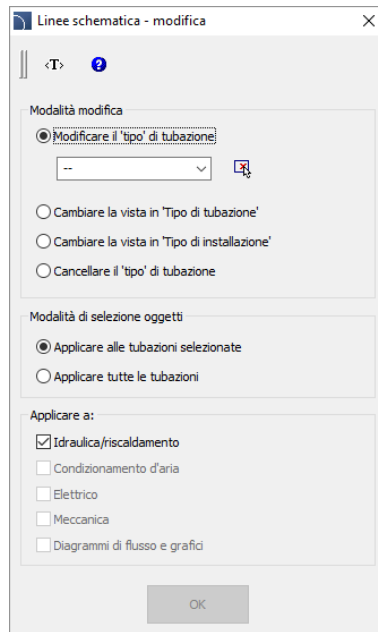 Linee schematica - modifica
<T>
Modalità modifica
Modificare il 'tipo' di tubazione
--
Cambiare la vista in 'Tipo di tubazione'
Cambiare la vista in 'Tipo di installazione'
Cancellare il 'tipo' di tubazione
Modalità di selezione oggetti
Applicare alle tubazioni selezionate
Applicare tutte le tubazioni
Applicare a:
Idraulica/riscaldamento
Condizionamento d'aria
Elettrico
Meccanica
Diagrammi di flusso e grafici
OK